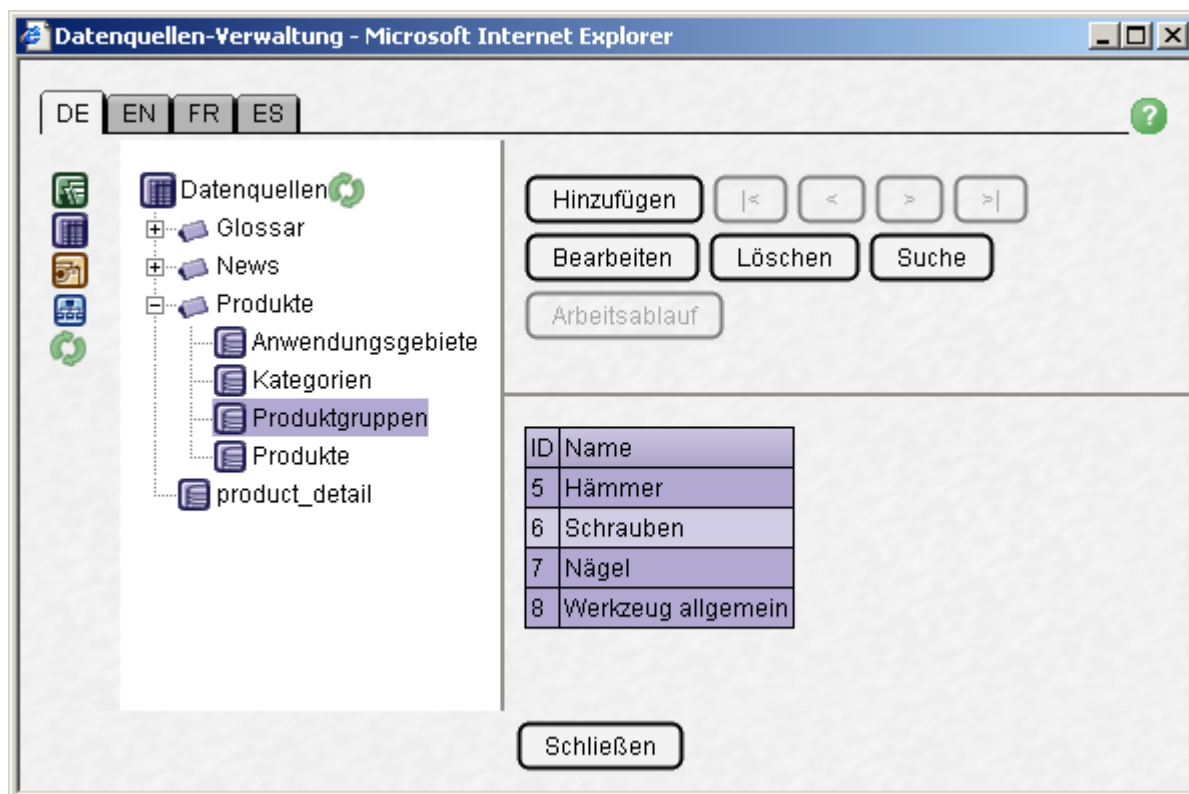 Datenquellen-Verwaltung - Microsoft Internet Explorer
DE EN FR ES
?
Datenquellen
Glossar
News
Produkte
Anwendungsgebiete
Kategorien
Produktgruppen
Produkte
product_detail
Hinzufügen |< < > >|
Bearbeiten Löschen Suche
Arbeitsablauf
ID Name
5 Hämmer
6 Schrauben
7 Nägel
8 Werkzeug allgemein
Schließen